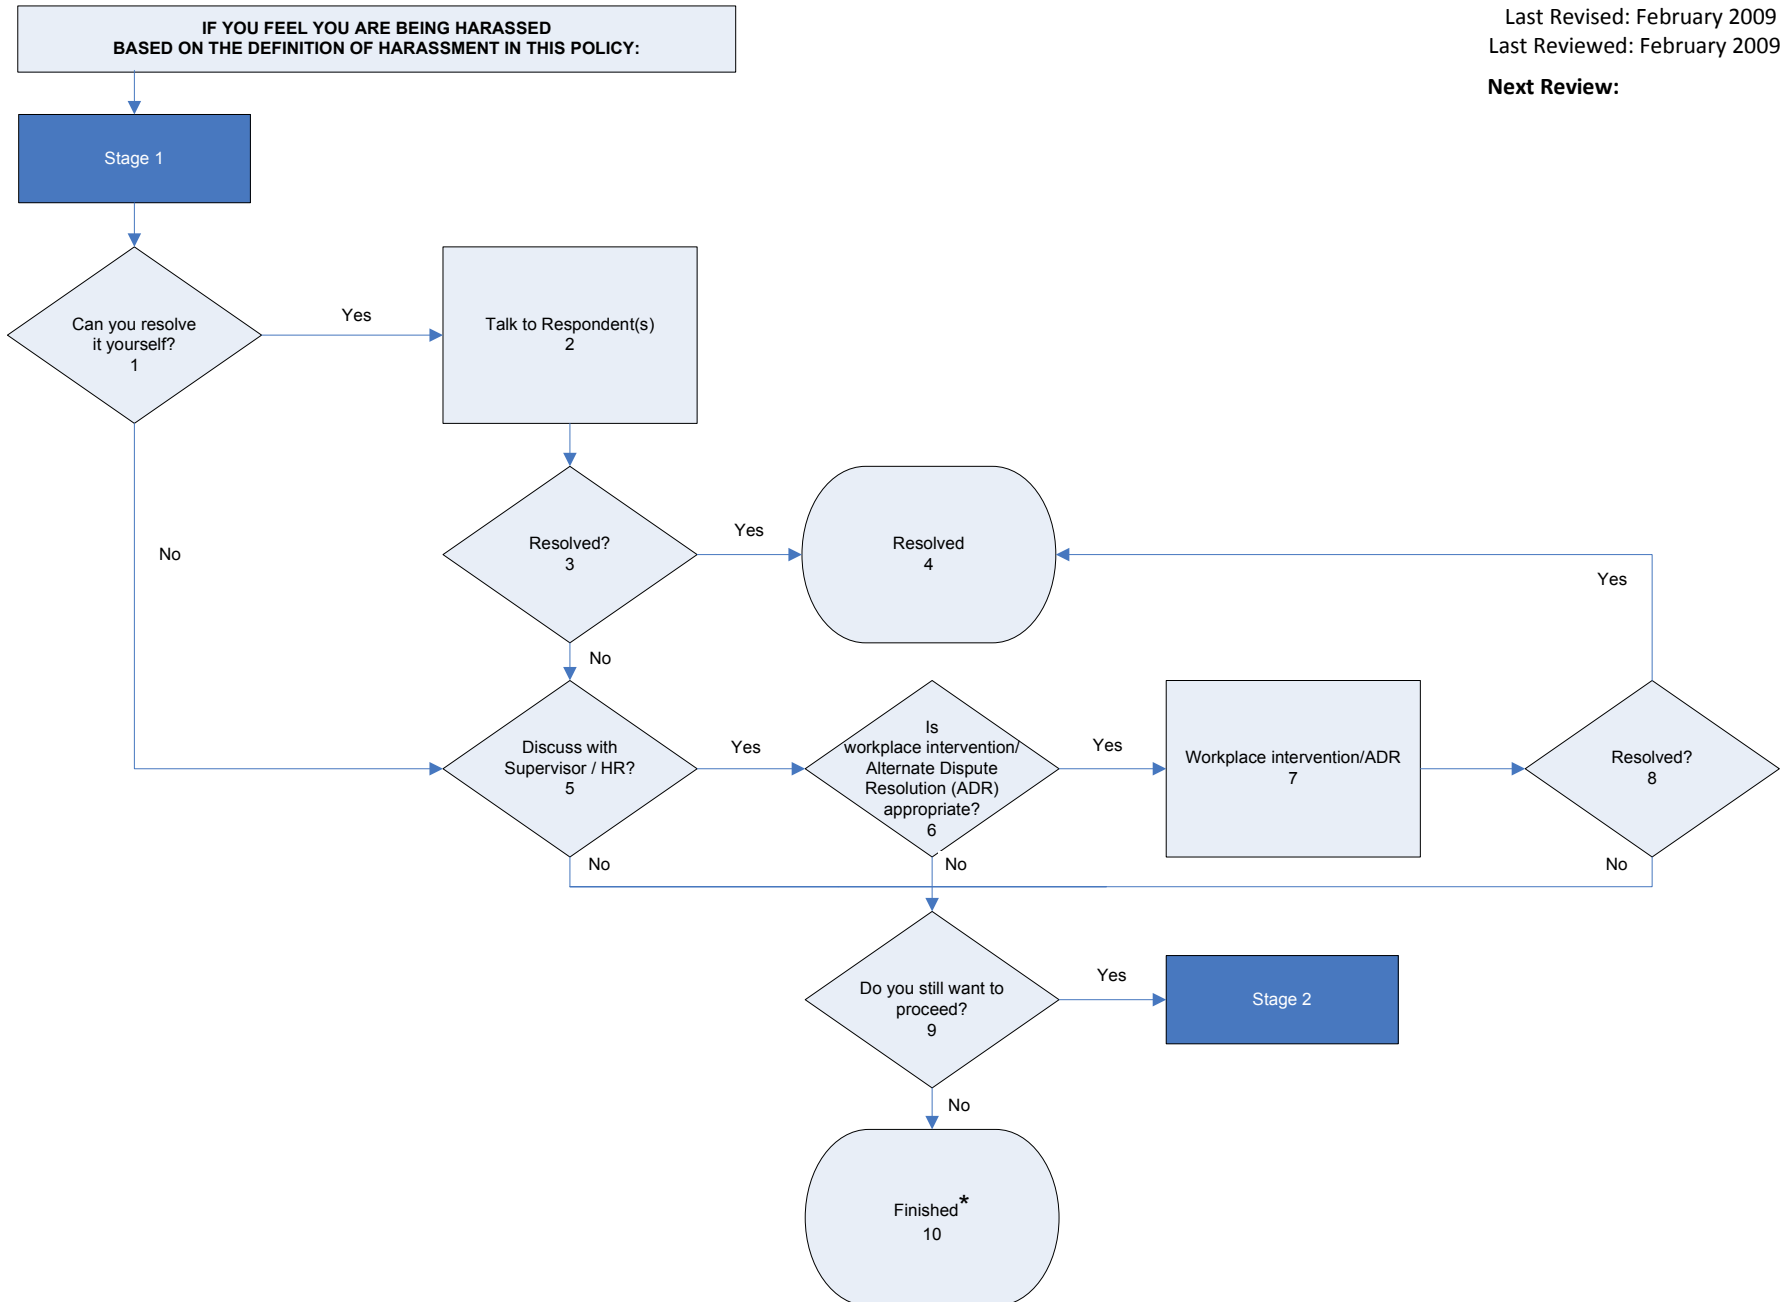 IF YOU FEEL YOU ARE BEING HARASSED
BASED ON THE DEFINITION OF HARASSMENT IN THIS POLICY:
Last Revised: February 2009
Last Reviewed: February 2009
Next Review:
Stage 1
Can you resolve
it yourself?
1
Yes
Talk to Respondent(s)
2
No
Resolved?
3
Yes
Resolved
4
Yes
No
Discuss with
Supervisor / HR?
5
Yes
Is
workplace intervention/
Alternate Dispute
Resolution (ADR)
appropriate?
6
Yes
Workplace intervention/ADR
7
Resolved?
8
No
No
No
Do you still want to
proceed?
9
Yes
Stage 2
No
Finished*
10